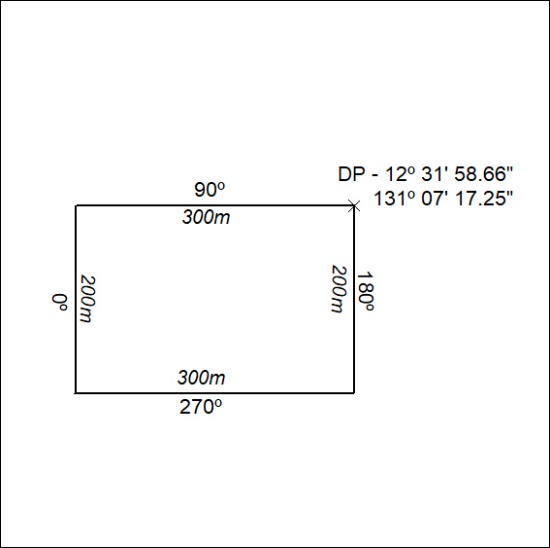 DP - 12º 31' 58.66"
131º 07' 17.25"
90º
300m
0º
200m
200m
180º
300m
270º